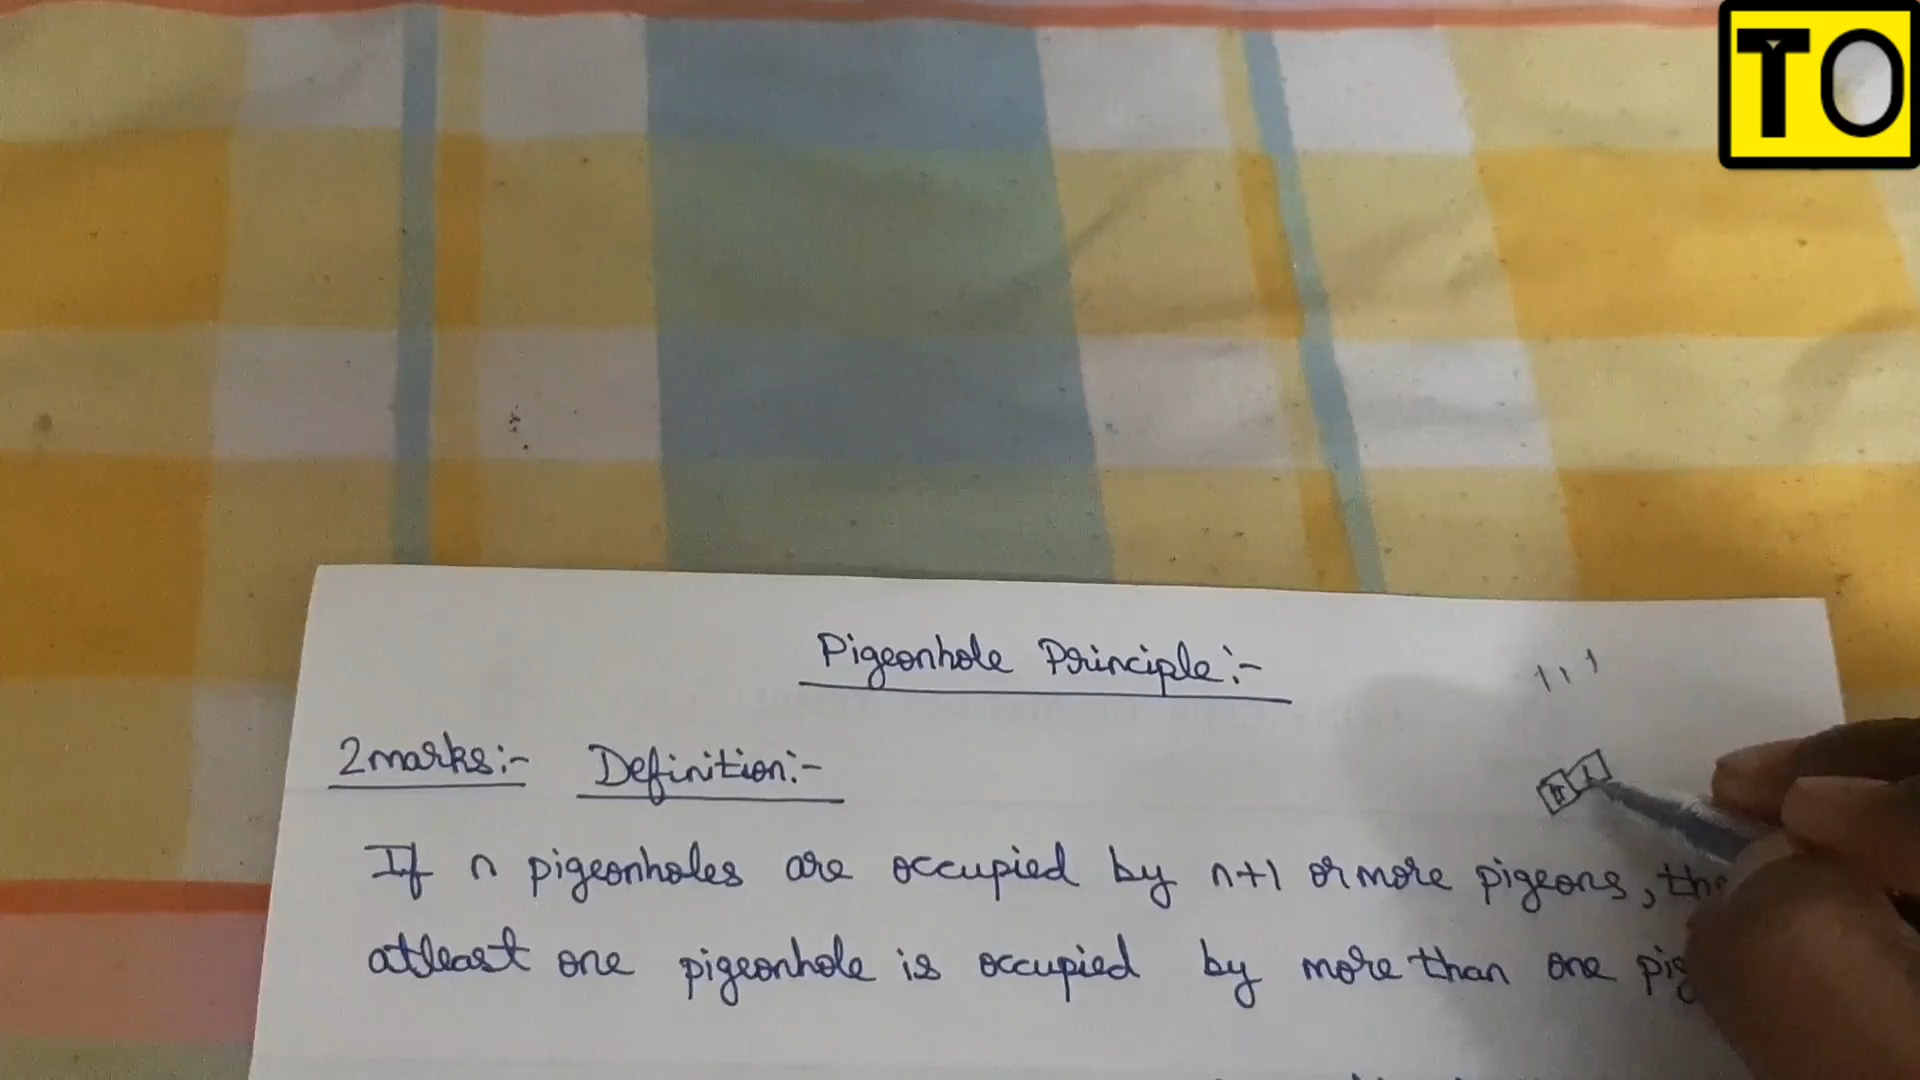 TO
Pigeonhole Principle:-
2marks:- Definition:-
If n pigeonholes are occupied by n+1 or more pigeons,
atleast one pigeonhole is occupied by more than one